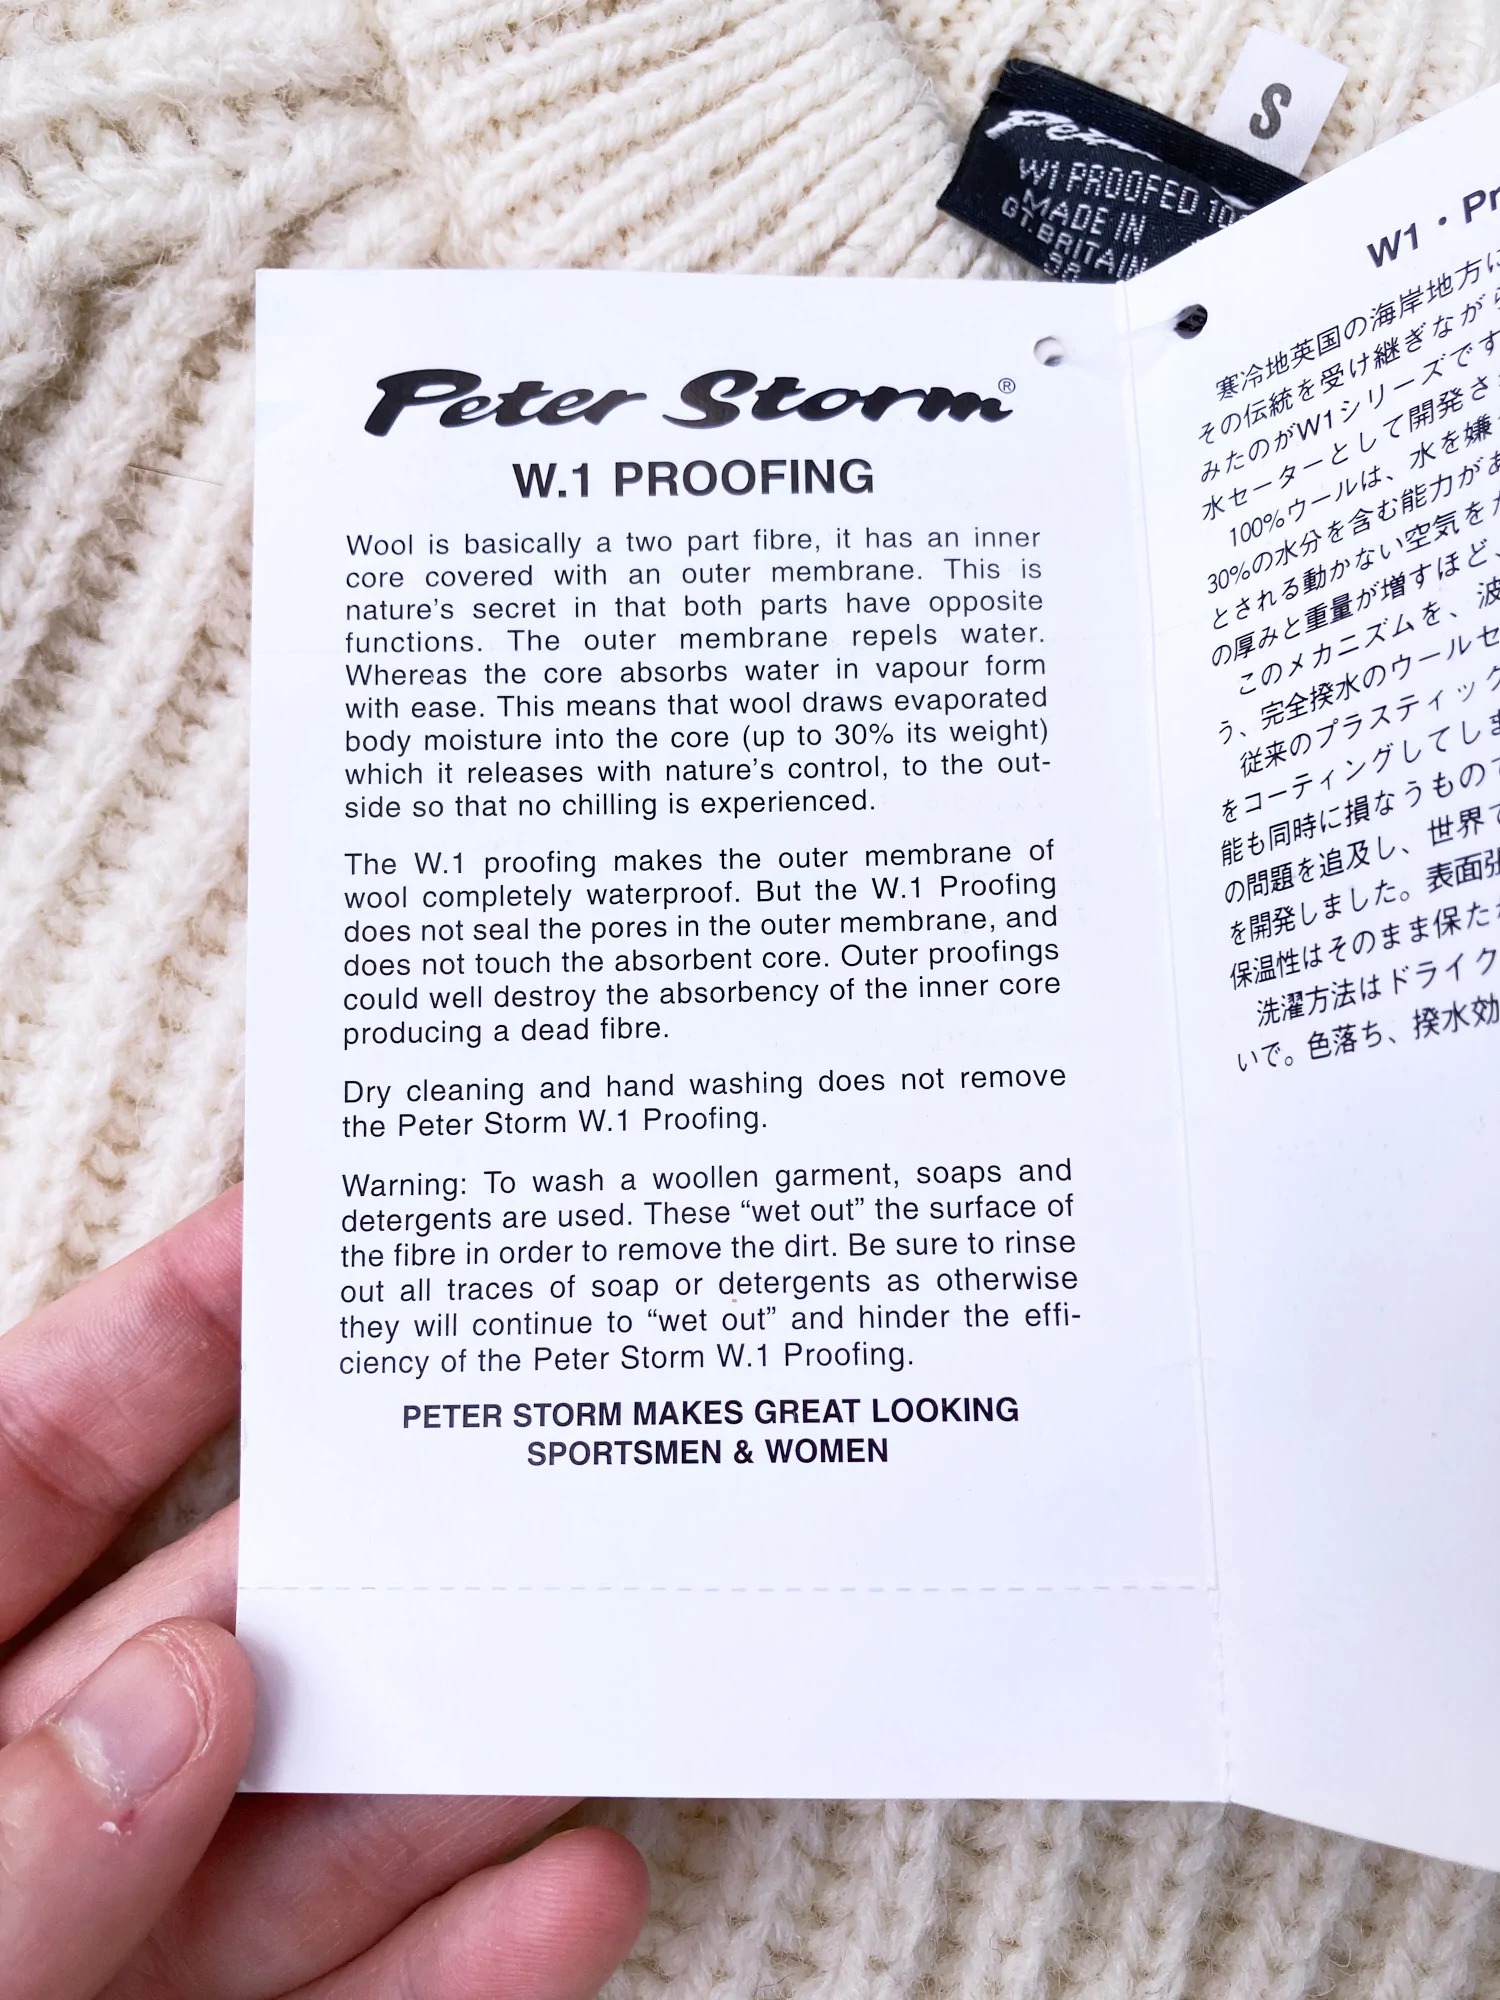 S
W1 PROOFED
MADE IN
GT. BRITAIN
Peter Storm®
W.1 PROOFING
Wool is basically a two part fibre, it has an inner
core covered with an outer membrane. This is
nature's secret in that both parts have opposite
functions. The outer membrane repels water.
Whereas the core absorbs water in vapour form
with ease. This means that wool draws evaporated
body moisture into the core (up to 30% its weight)
which it releases with nature's control, to the out-
side so that no chilling is experienced.
The W.1 proofing makes the outer membrane of
wool completely waterproof. But the W.1 Proofing
does not seal the pores in the outer membrane, and
does not touch the absorbent core. Outer proofings
could well destroy the absorbency of the inner core
producing a dead fibre.
Dry cleaning and hand washing does not remove
the Peter Storm W.1 Proofing.
Warning: To wash a woollen garment, soaps and
detergents are used. These “wet out” the surface of
the fibre in order to remove the dirt. Be sure to rinse
out all traces of soap or detergents as otherwise
they will continue to “wet out” and hinder the effi-
ciency of the Peter Storm W.1 Proofing.
PETER STORM MAKES GREAT LOOKING
SPORTSMEN & WOMEN
W1・Pr
寒冷地英国の海岸地方に
その伝統を受け継ぎながら
みたのがW1シリーズです
水セーターとして開発さ
100%ウールは、水を嫌
30%の水分を含む能力があ
とされる動かない空気をた
の厚みと重量が増すほど、
このメカニズムを、波
う、完全撥水のウールセ
従来のプラスティック
をコーティングしてしま
能も同時に損なうもので
の問題を追及し、世界で
を開発しました。表面張
保温性はそのまま保たれ
洗濯方法はドライク
いで。色落ち、撥水効